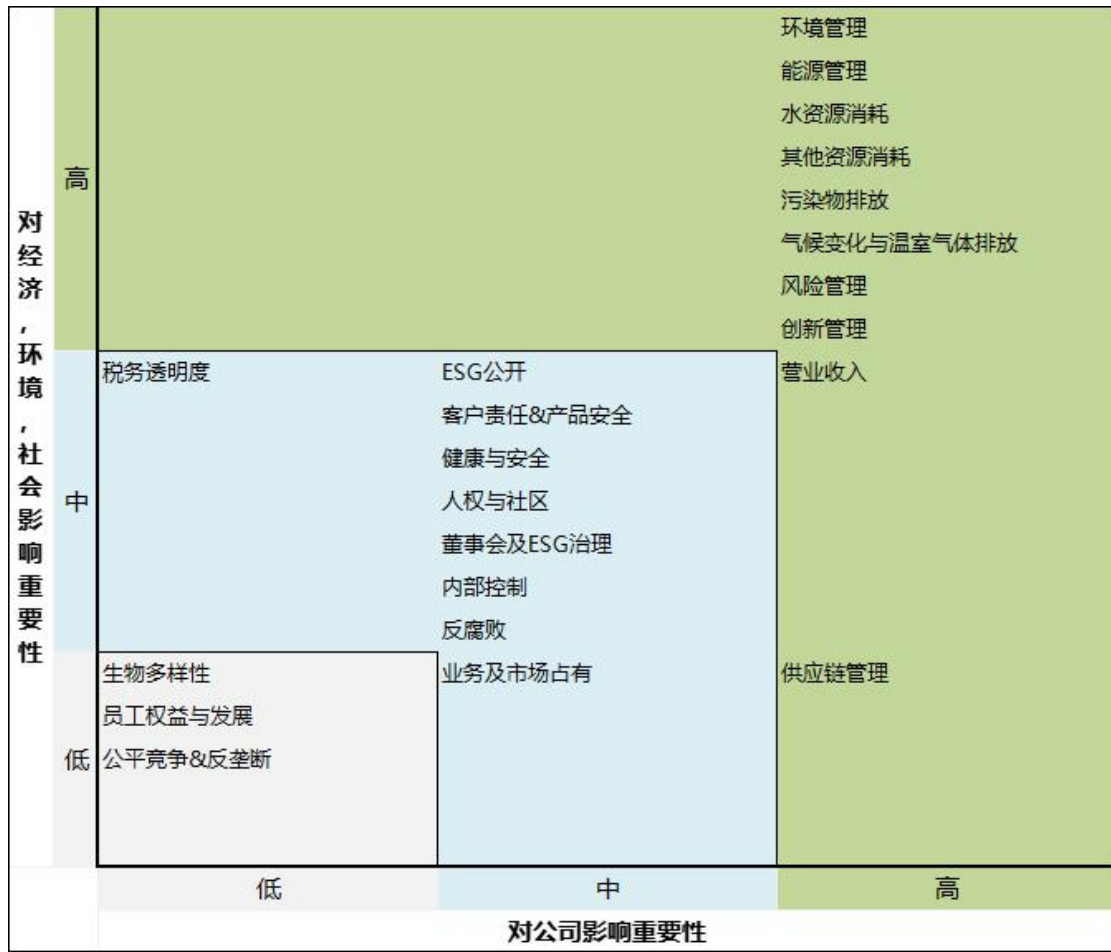 对经济，环境，社会影响重要性
高
环境管理
能源管理
水资源消耗
其他资源消耗
污染物排放
气候变化与温室气体排放
风险管理
创新管理
中
税务透明度
ESG公开
客户责任&产品安全
健康与安全
人权与社区
董事会及ESG治理
内部控制
反腐败
营业收入
低
生物多样性
员工权益与发展
公平竞争&反垄断
业务及市场占有
供应链管理
低
中
高
对公司影响重要性